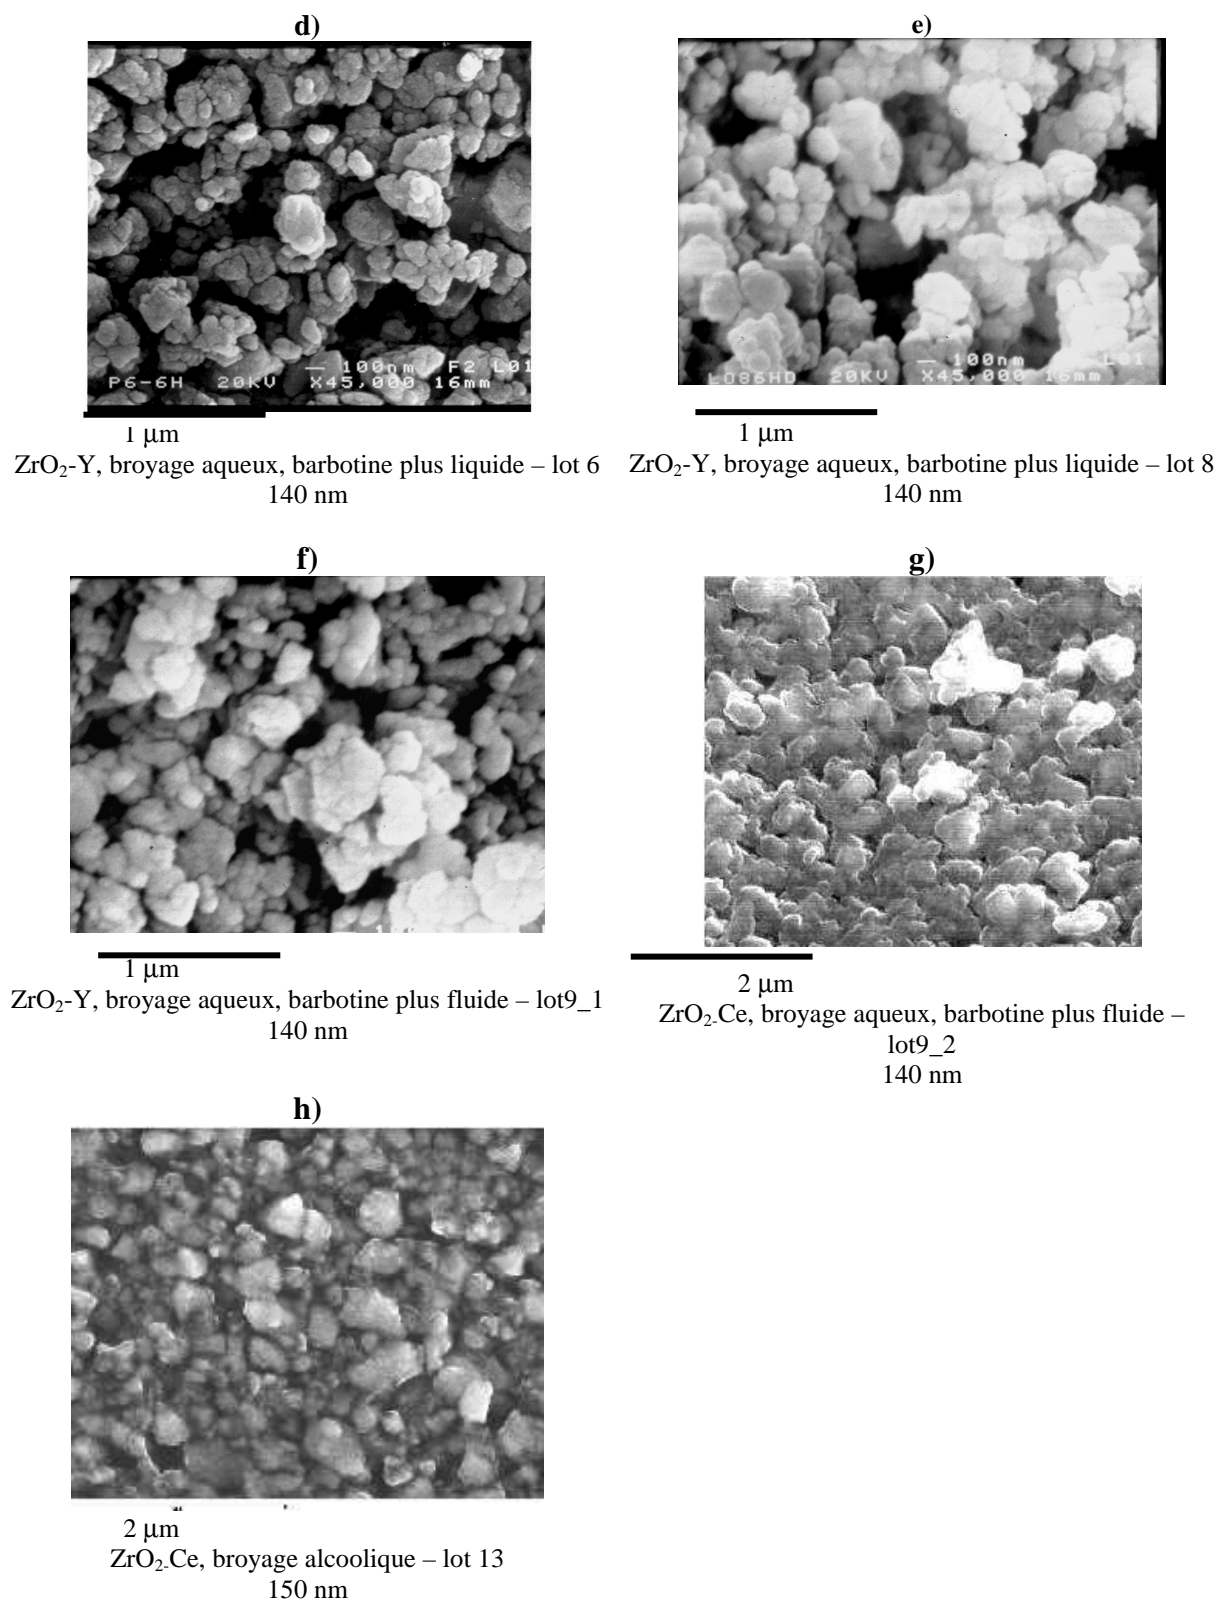 d)
e)
100nm F2 L01
P6-6H 20KV X45,000 16mm
100nm L01
L086HD 20KV X45,000 16mm
1 μm
1 μm
ZrO₂-Y, broyage aqueux, barbotine plus liquide – lot 6
140 nm
ZrO₂-Y, broyage aqueux, barbotine plus liquide – lot 8
140 nm
f)
g)
1 μm
2 μm
ZrO₂-Y, broyage aqueux, barbotine plus fluide – lot9_1
140 nm
ZrO₂-Ce, broyage aqueux, barbotine plus fluide –
lot9_2
140 nm
h)
2 μm
ZrO₂-Ce, broyage alcoolique – lot 13
150 nm